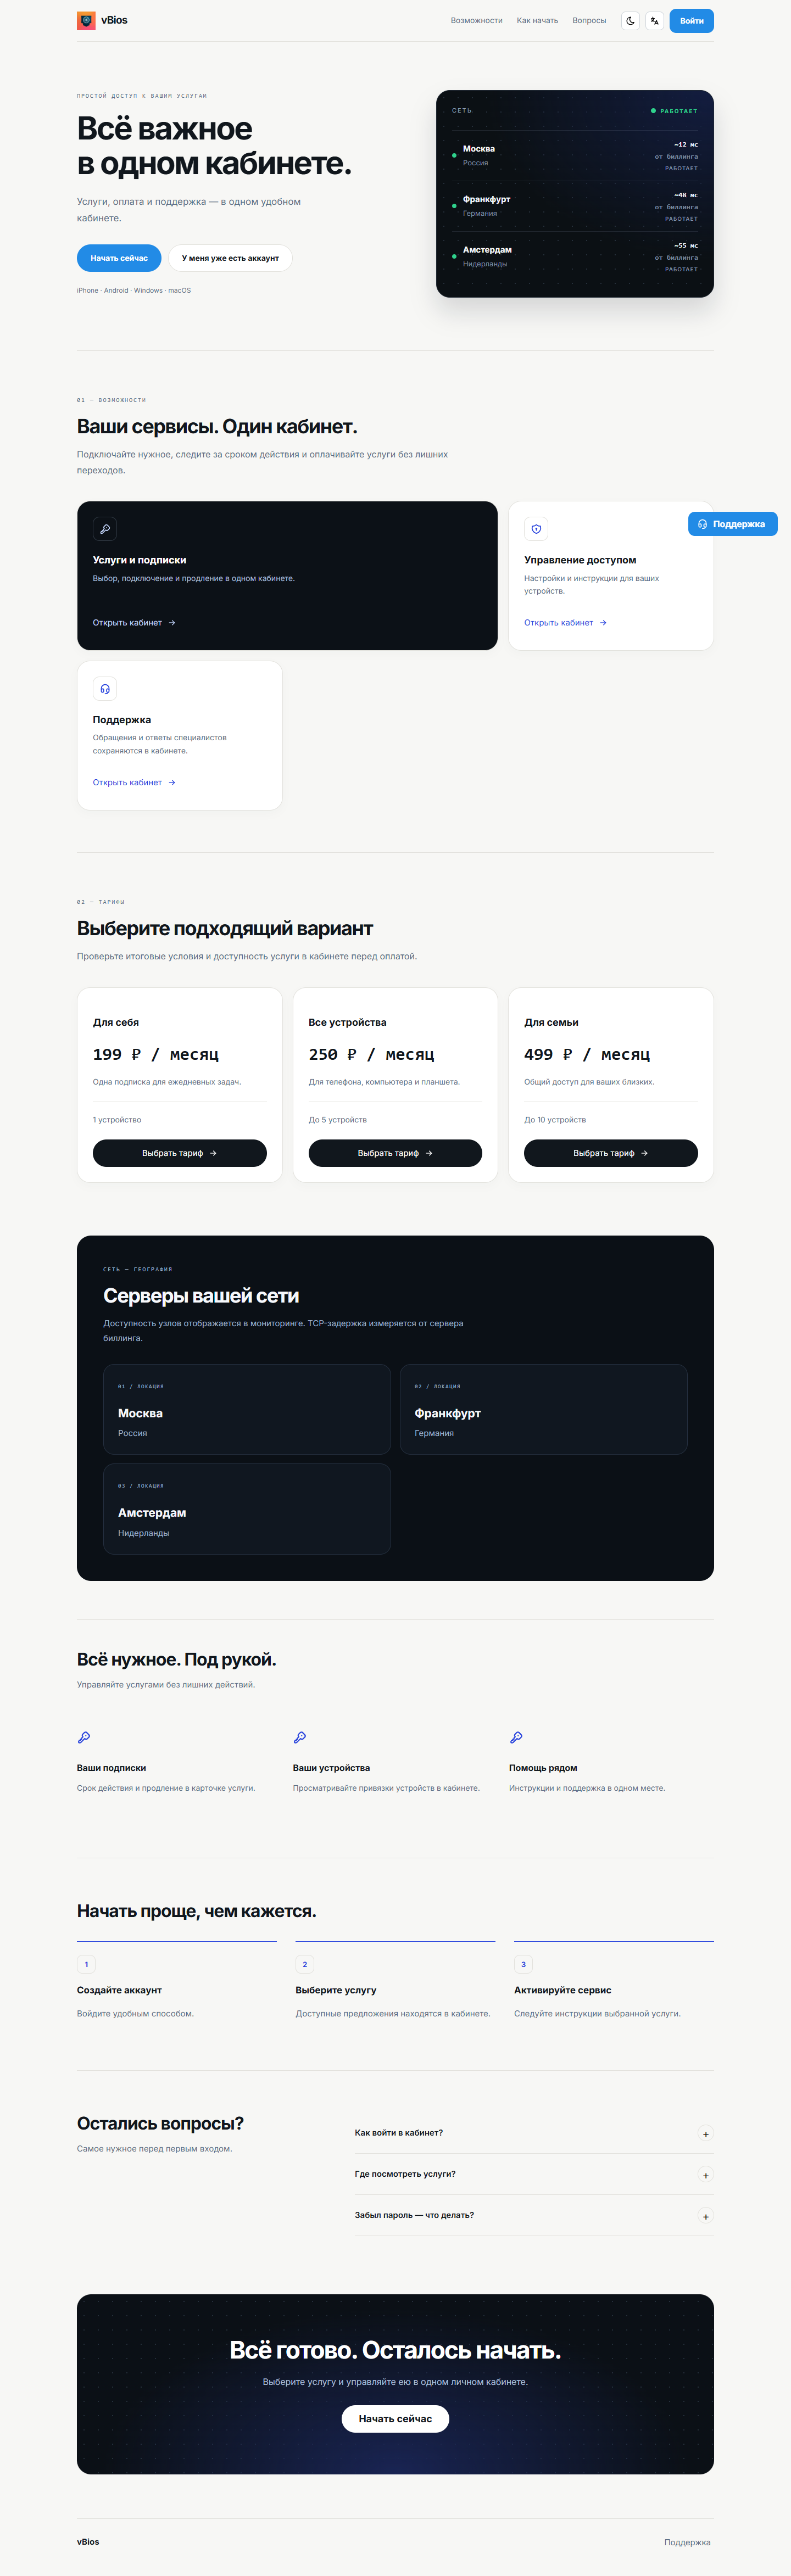 vBios
Возможности
Как начать
Вопросы
Войти
ПРОСТОЙ ДОСТУП К ВАШИМ УСЛУГАМ
Всё важное
в одном кабинете.
Услуги, оплата и поддержка — в одном удобном
кабинете.
Начать сейчас
У меня уже есть аккаунт
iPhone · Android · Windows · macOS
СЕТЬ
РАБОТАЕТ
Москва
Россия
~12 мс
от биллинга
РАБОТАЕТ
Франкфурт
Германия
~48 мс
от биллинга
РАБОТАЕТ
Амстердам
Нидерланды
~55 мс
от биллинга
РАБОТАЕТ
01 — ВОЗМОЖНОСТИ
Ваши сервисы. Один кабинет.
Подключайте нужное, следите за сроком действия и оплачивайте услуги без лишних
переходов.
Услуги и подписки
Выбор, подключение и продление в одном кабинете.
Открыть кабинет →
Управление доступом
Настройки и инструкции для ваших
устройств.
Открыть кабинет →
Поддержка
Поддержка
Обращения и ответы специалистов
сохраняются в кабинете.
Открыть кабинет →
02 — ТАРИФЫ
Выберите подходящий вариант
Проверьте итоговые условия и доступность услуги в кабинете перед оплатой.
Для себя
199 ₽ / месяц
Одна подписка для ежедневных задач.
1 устройство
Выбрать тариф →
Все устройства
250 ₽ / месяц
Для телефона, компьютера и планшета.
До 5 устройств
Выбрать тариф →
Для семьи
499 ₽ / месяц
Общий доступ для ваших близких.
До 10 устройств
Выбрать тариф →
СЕТЬ — ГЕОГРАФИЯ
Серверы вашей сети
Доступность узлов отображается в мониторинге. TCP-задержка измеряется от сервера
биллинга.
01 / ЛОКАЦИЯ
Москва
Россия
02 / ЛОКАЦИЯ
Франкфурт
Германия
03 / ЛОКАЦИЯ
Амстердам
Нидерланды
Всё нужное. Под рукой.
Управляйте услугами без лишних действий.
Ваши подписки
Срок действия и продление в карточке услуги.
Ваши устройства
Просматривайте привязки устройств в кабинете.
Помощь рядом
Инструкции и поддержка в одном месте.
Начать проще, чем кажется.
1
Создайте аккаунт
Войдите удобным способом.
2
Выберите услугу
Доступные предложения находятся в кабинете.
3
Активируйте сервис
Следуйте инструкции выбранной услуги.
Остались вопросы?
Самое нужное перед первым входом.
Как войти в кабинет?
+
Где посмотреть услуги?
+
Забыл пароль — что делать?
+
Всё готово. Осталось начать.
Выберите услугу и управляйте ею в одном личном кабинете.
Начать сейчас
vBios
Поддержка